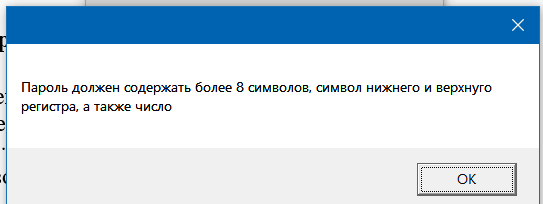 Пароль должен содержать более 8 символов, символ нижнего и верхнуго
регистра, а также число
OK